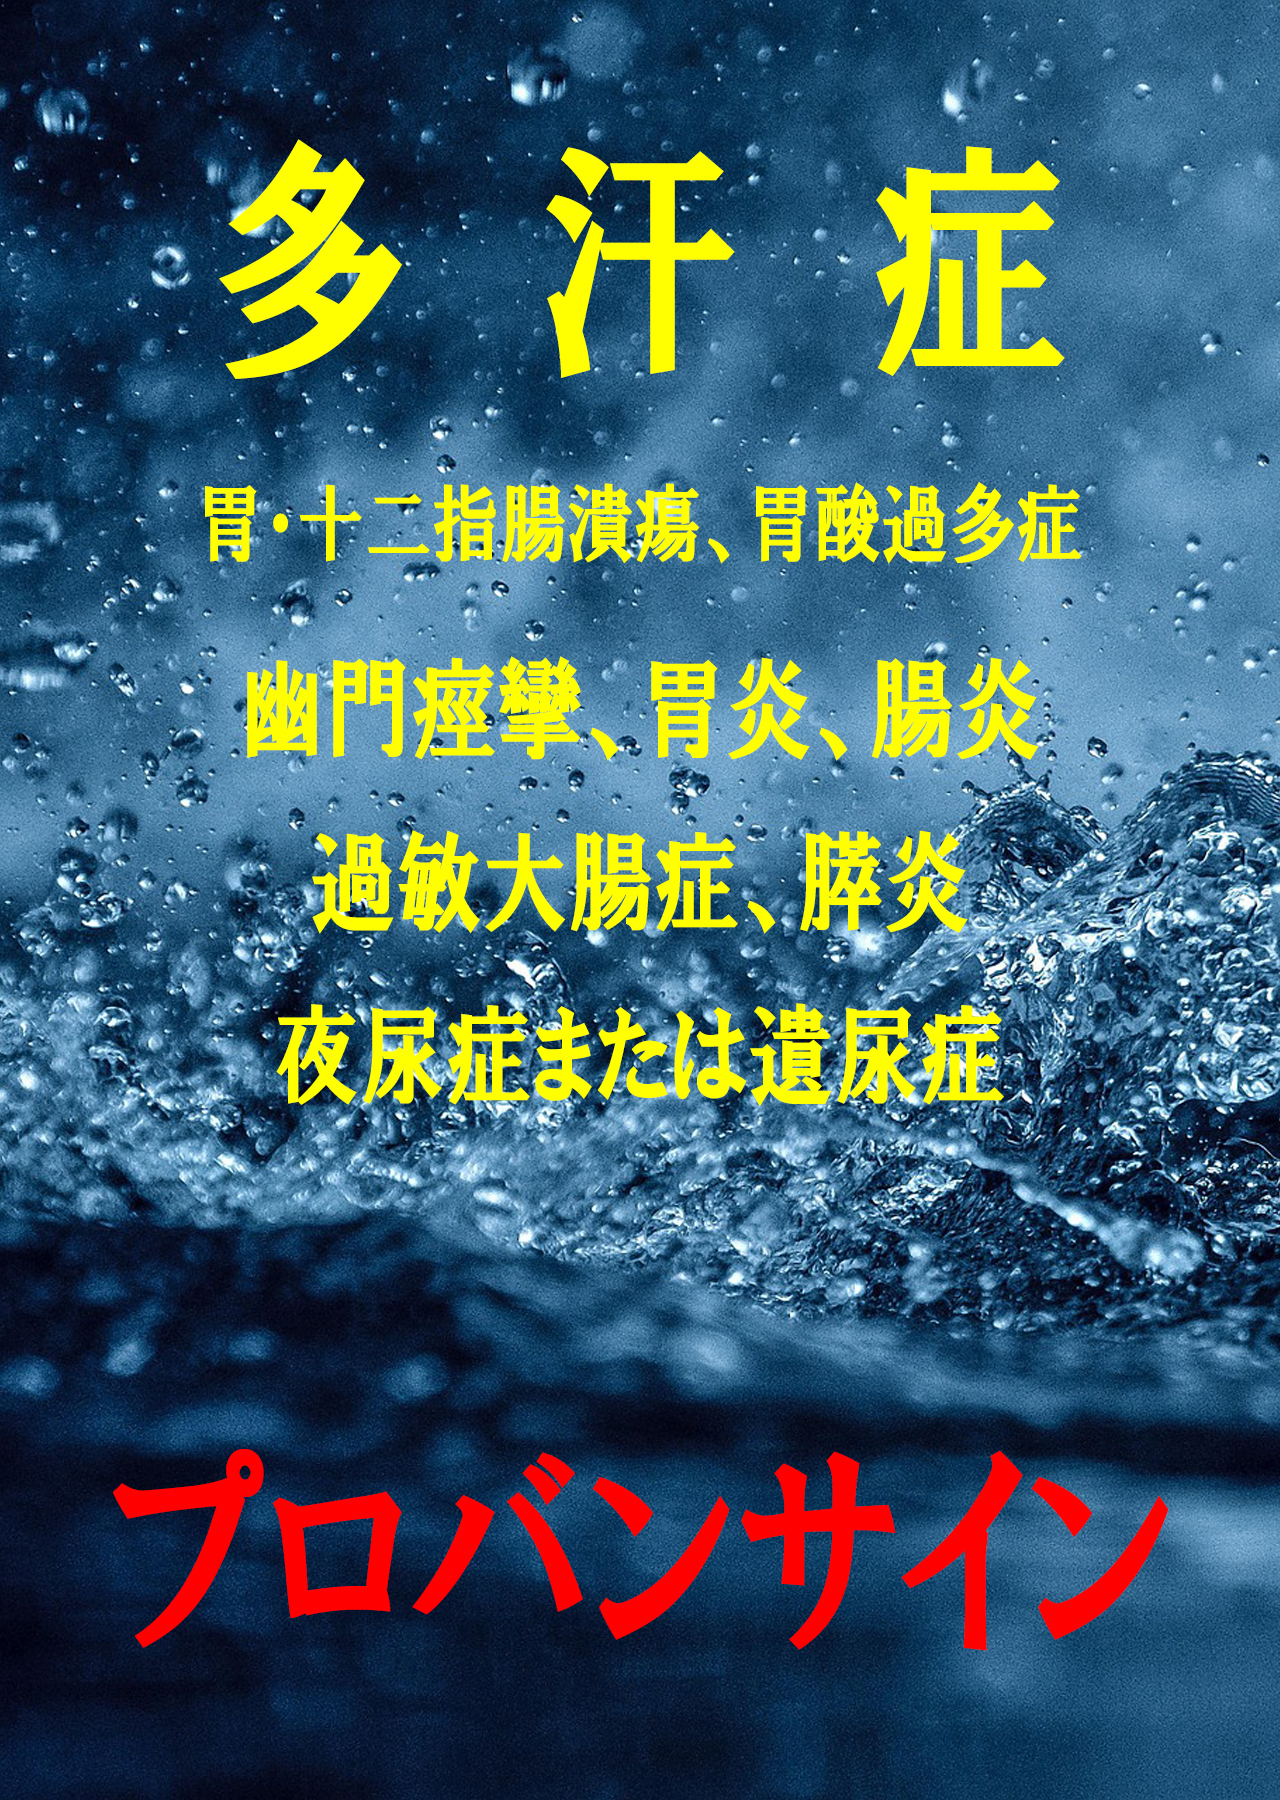 多汗症
胃・十二指腸潰瘍、胃酸過多症
幽門痙攣、胃炎、腸炎
過敏大腸症、膵炎
夜尿症または遺尿症
プロバンサイン